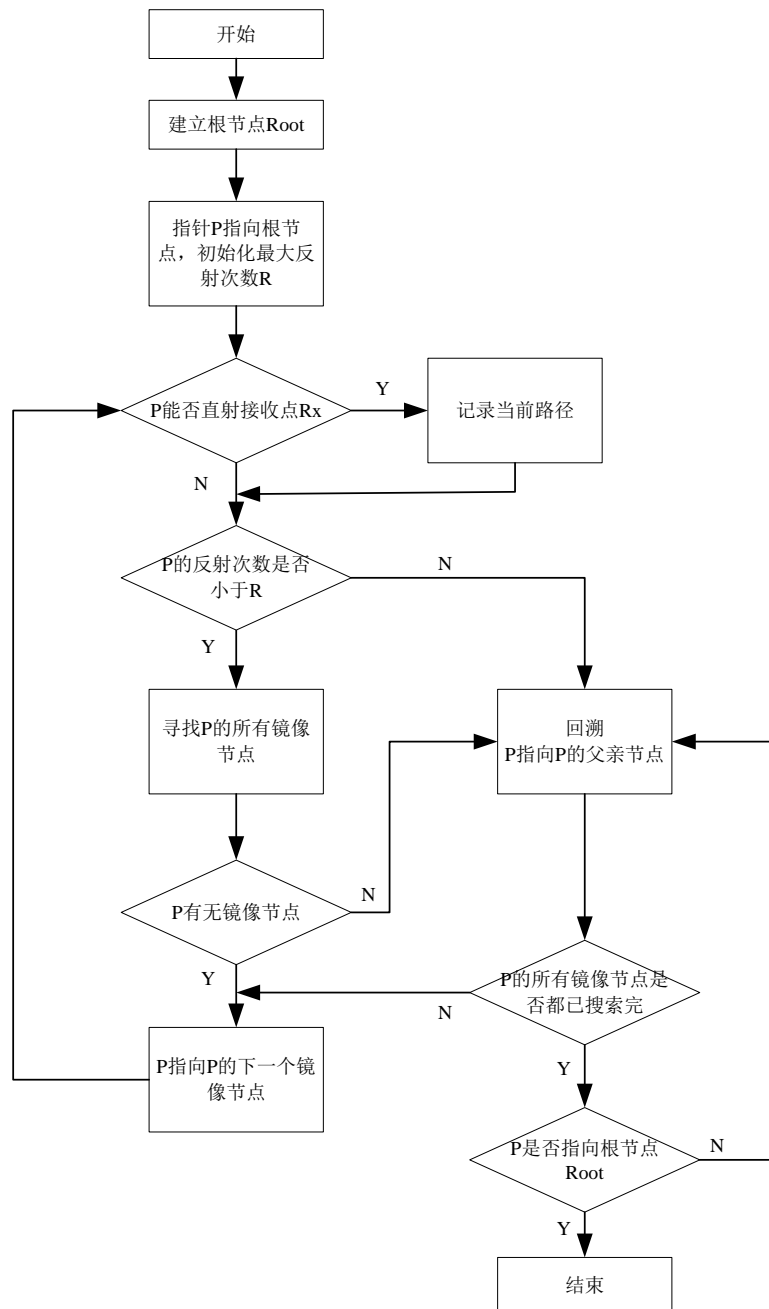 开始
建立根节点Root
指针P指向根节
点，初始化最大反
射次数R
P能否直射接收点Rx
Y
记录当前路径
N
P的反射次数是否
小于R
N
Y
寻找P的所有镜像
节点
回溯
P指向P的父亲节点
P有无镜像节点
N
Y
P的所有镜像节点是
否都已搜索完
N
P指向P的下一个镜
像节点
Y
P是否指向根节点
Root
N
Y
结束